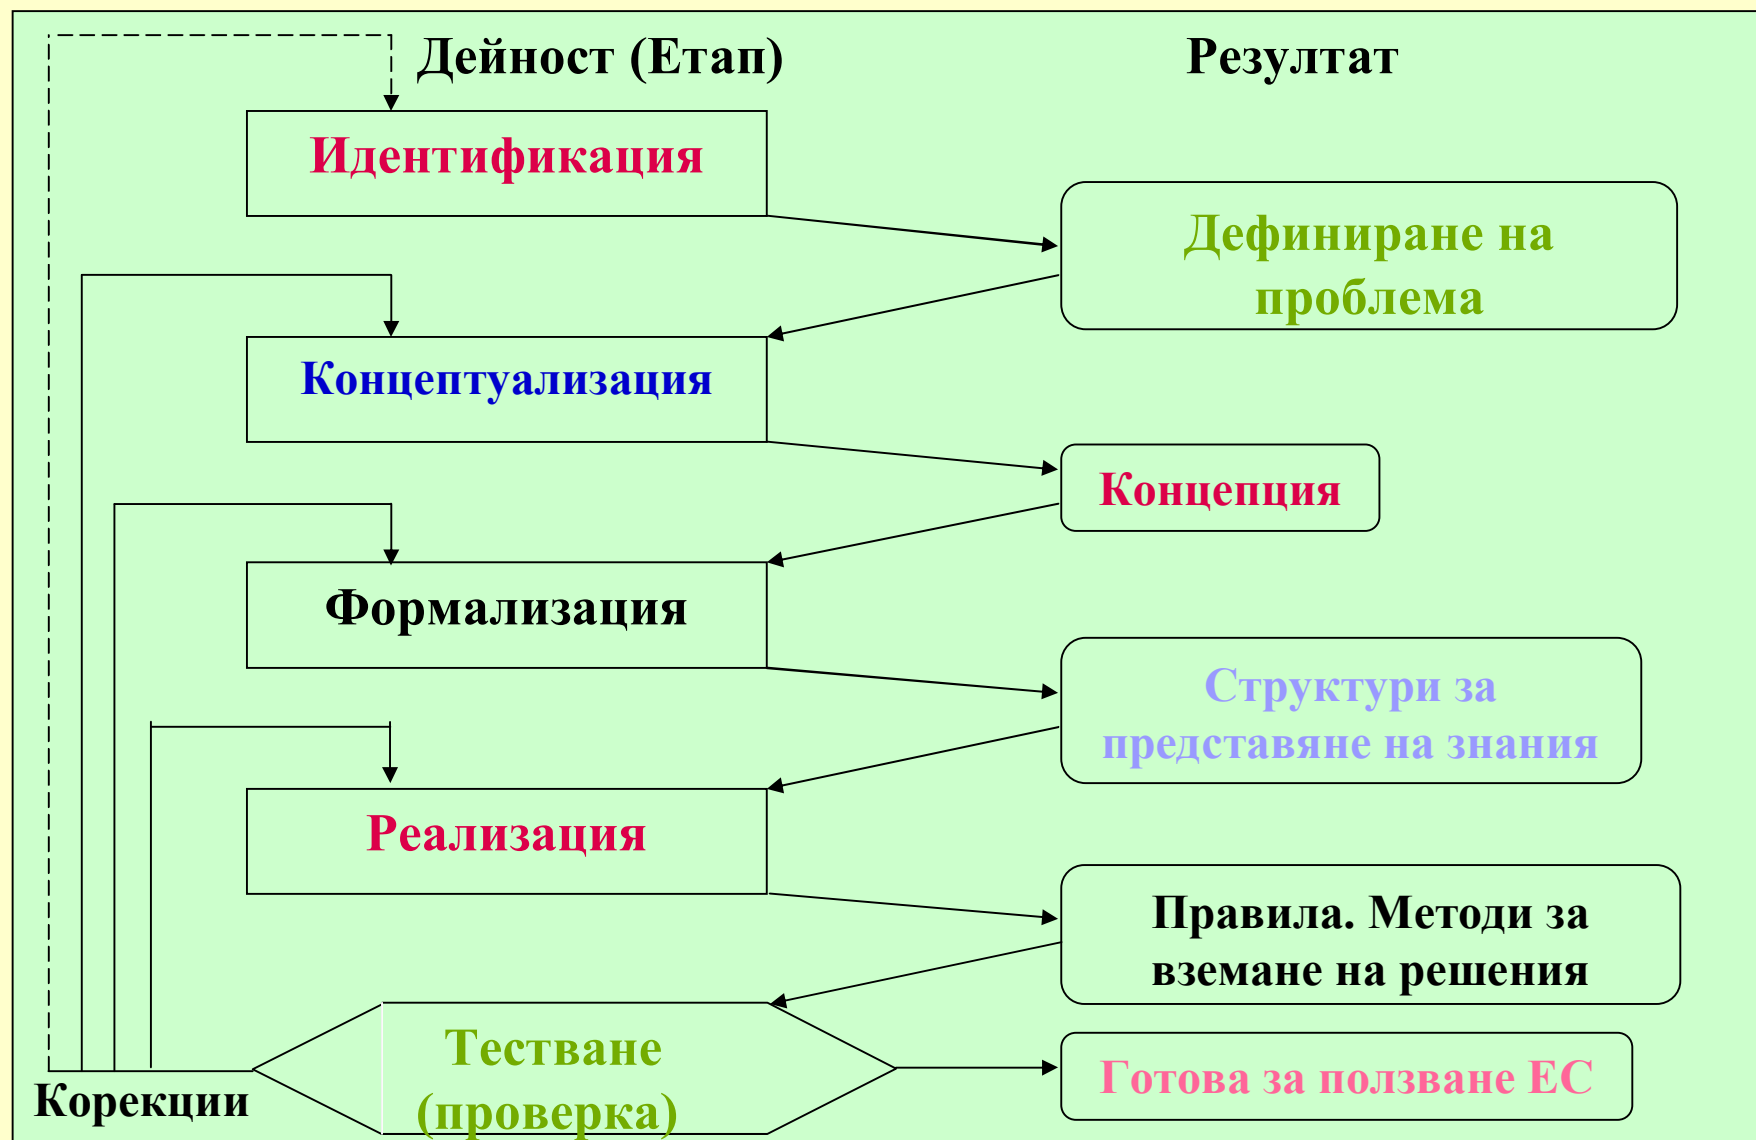 Дейност (Етап)
Резултат
Идентификация
Дефиниране на
проблема
Концептуализация
Концепция
Формализация
Структури за
представяне на знания
Реализация
Правила. Методи за
вземане на решения
Тестване
(проверка)
Готова за ползване ЕС
Корекции